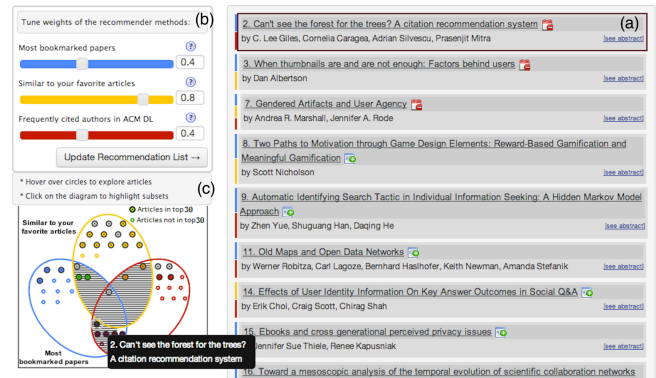 Tune weights of the recommender methods:
(b)
Most bookmarked papers
?
0.4
Similar to your favorite articles
?
0.8
Frequently cited authors in ACM DL
?
0.4
Update Recommendation List →
* Hover over circles to explore articles
* Click on the diagram to highlight subsets
(c)
Articles in top30
Articles not in top30
Similar to your
favorite articles
Most
bookmarked papers
2. Can't see the forest for the trees?
A citation recommendation system
(a)
2. Can't see the forest for the trees? A citation recommendation system
by C. Lee Giles, Cornelia Caragea, Adrian Silvescu, Prasenjit Mitra
[see abstract]
3. When thumbnails are and are not enough: Factors behind users
by Dan Albertson
[see abstract]
7. Gendered Artifacts and User Agency
by Andrea R. Marshall, Jennifer A. Rode
[see abstract]
8. Two Paths to Motivation through Game Design Elements: Reward-Based Gamification and
Meaningful Gamification
by Scott Nicholson
[see abstract]
9. Automatic Identifying Search Tactic in Individual Information Seeking: A Hidden Markov Model
Approach
by Zhen Yue, Shuguang Han, Daqing He
[see abstract]
11. Old Maps and Open Data Networks
by Werner Robitza, Carl Lagoze, Bernhard Haslhofer, Keith Newman, Amanda Stefanik
[see abstract]
14. Effects of User Identity Information On Key Answer Outcomes in Social Q&A
by Erik Choi, Craig Scott, Chirag Shah
[see abstract]
15. Ebooks and cross generational perceived privacy issues
Jennifer Sue Thiele, Renee Kapusniak
[see abstract]
16. Toward a mesoscopic analysis of the temporal evolution of scientific collaboration networks